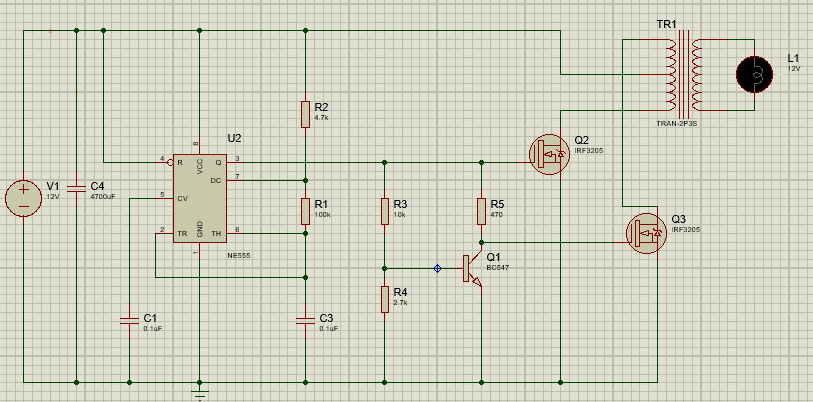 TR1
L1
12V
TRAN-2P3S
R2
4.7k
U2
Q2
IRF3205
4
R
8
VCC
Q
3
DC
7
5
CV
2
TR
GND
1
TH
6
NE555
V1
12V
C4
4700uF
R1
100k
R3
10k
R5
470
Q3
IRF3205
Q1
BC547
R4
2.7k
C1
0.1uF
C3
0.1uF